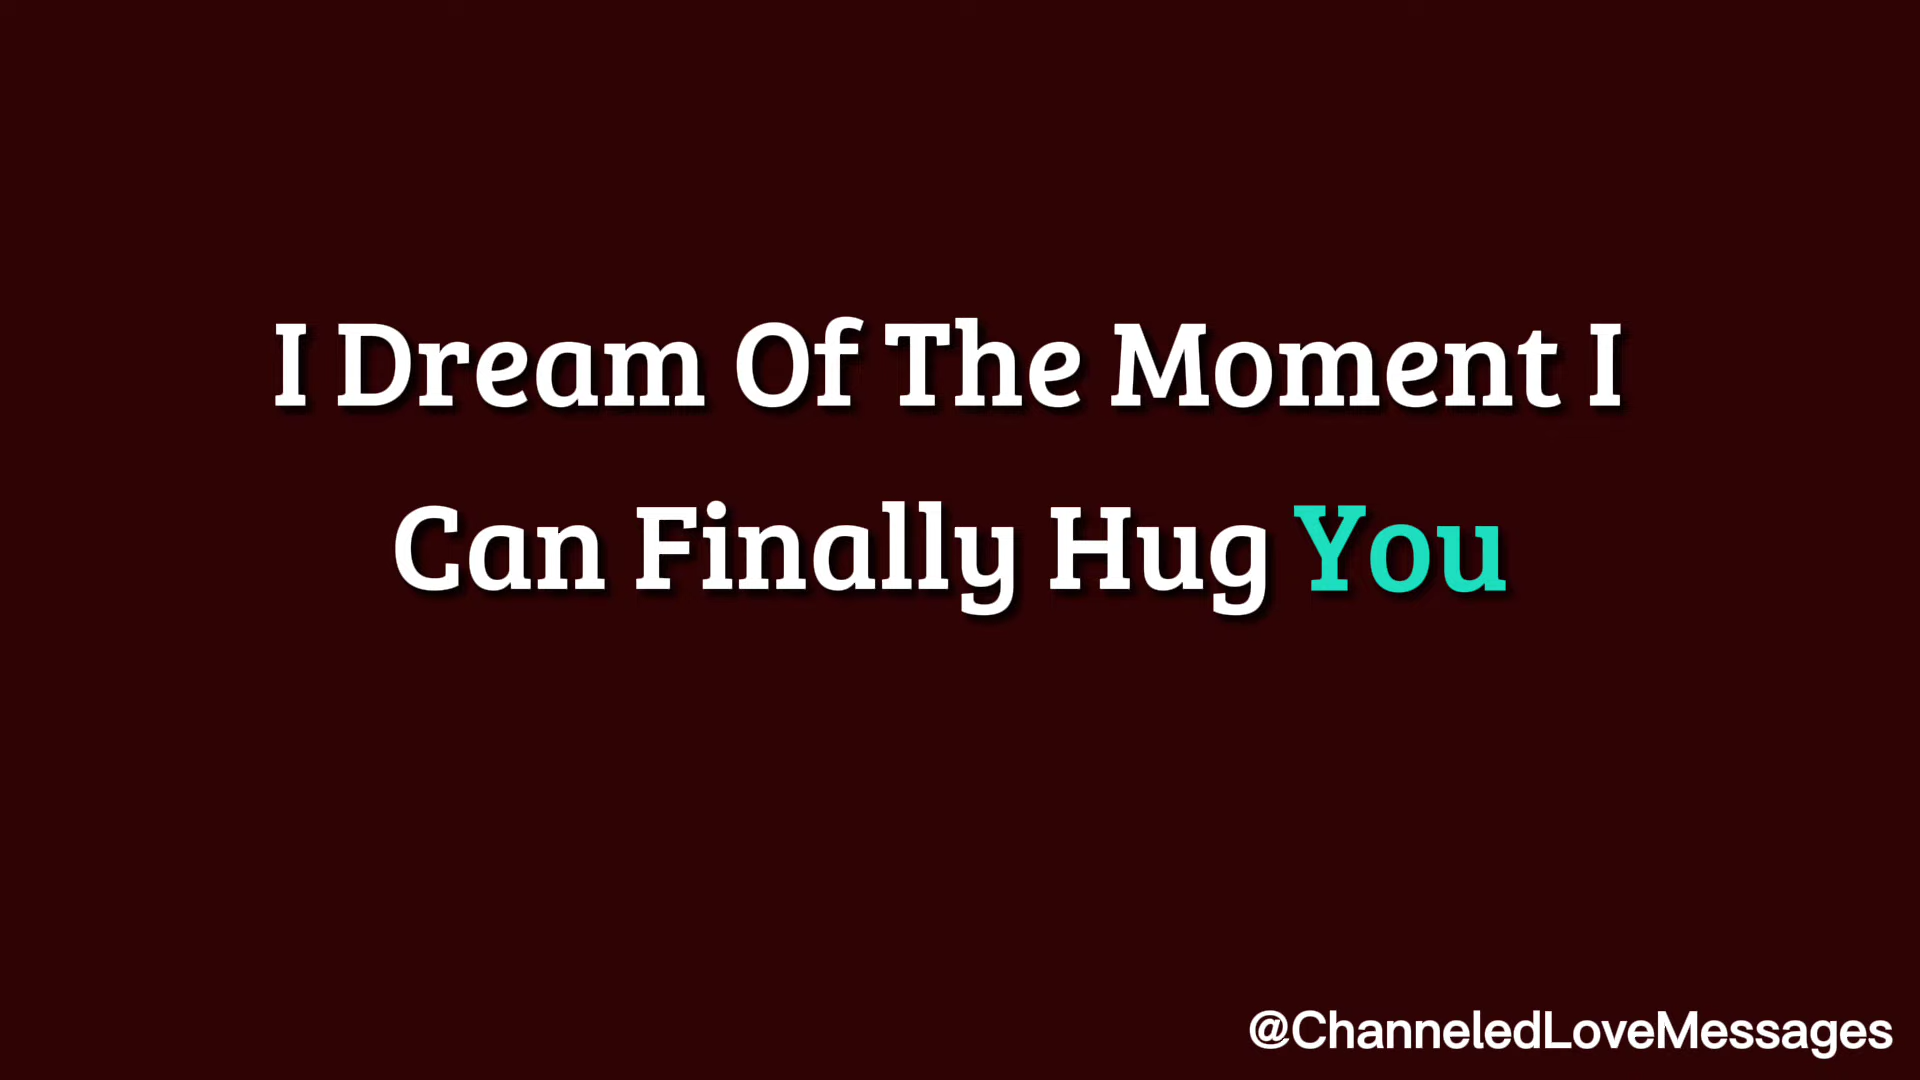 I Dream Of The Moment I
Can Finally Hug You
@ChanneledLoveMessages